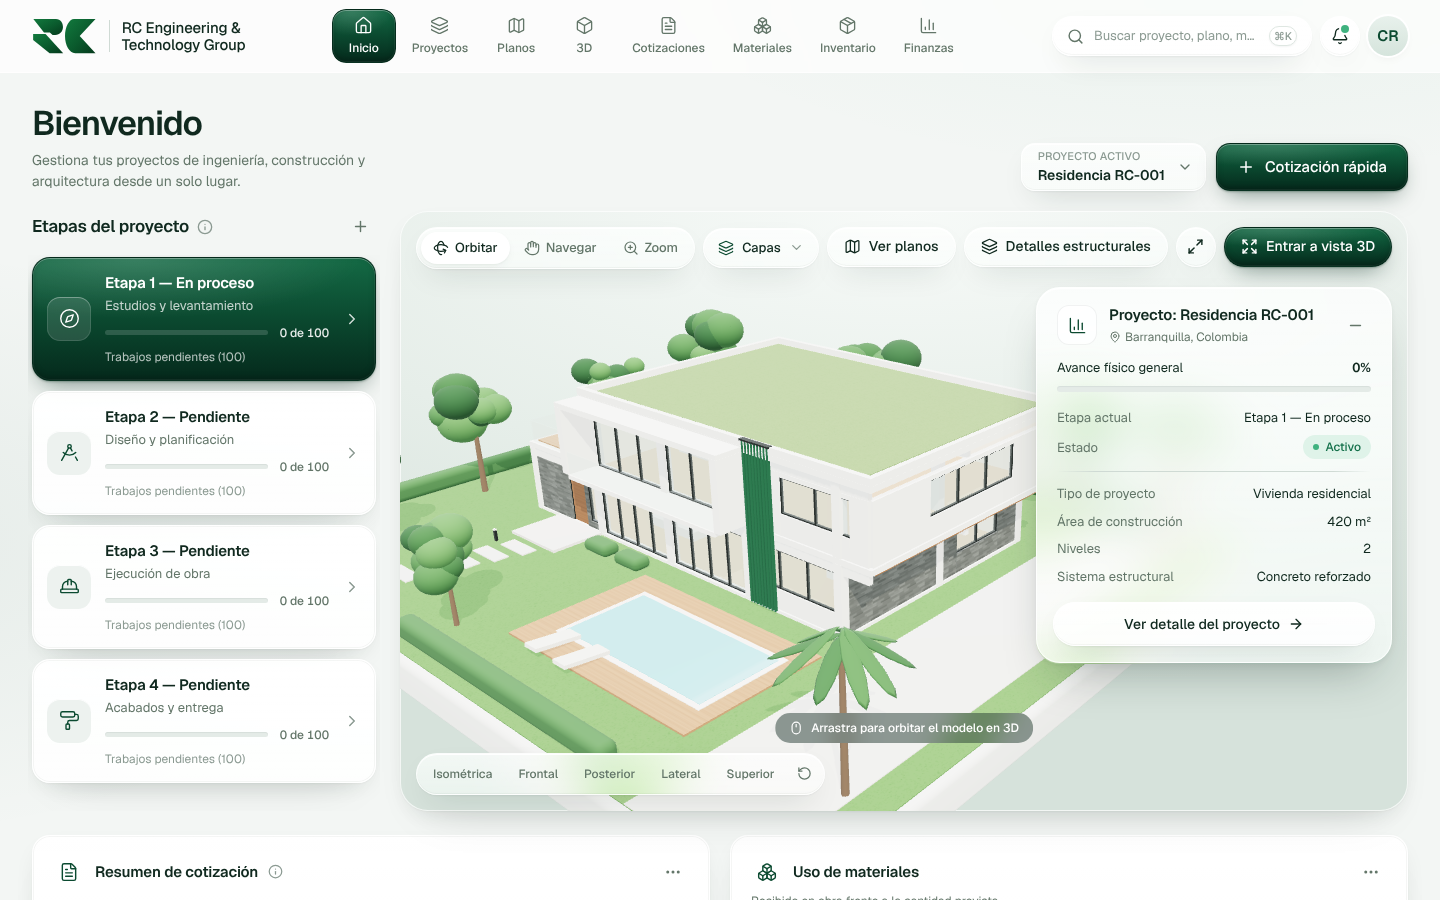 RC Engineering &
Technology Group
Inicio
Proyectos
Planos
3D
Cotizaciones
Materiales
Inventario
Finanzas
Buscar proyecto, plano, m...
⌘K
CR
Bienvenido
Gestiona tus proyectos de ingeniería, construcción y
arquitectura desde un solo lugar.
PROYECTO ACTIVO
Residencia RC-001
Cotización rápida
Etapas del proyecto
Etapa 1 — En proceso
Estudios y levantamiento
0 de 100
Trabajos pendientes (100)
Etapa 2 — Pendiente
Diseño y planificación
0 de 100
Trabajos pendientes (100)
Etapa 3 — Pendiente
Ejecución de obra
0 de 100
Trabajos pendientes (100)
Etapa 4 — Pendiente
Acabados y entrega
0 de 100
Trabajos pendientes (100)
Orbitar
Navegar
Zoom
Capas
Ver planos
Detalles estructurales
Entrar a vista 3D
Proyecto: Residencia RC-001
Barranquilla, Colombia
Avance físico general 0%
Etapa actual Etapa 1 — En proceso
Estado Activo
Tipo de proyecto Vivienda residencial
Área de construcción 420 m²
Niveles 2
Sistema estructural Concreto reforzado
Ver detalle del proyecto
Arrastra para orbitar el modelo en 3D
Isométrica
Frontal
Posterior
Lateral
Superior
Resumen de cotización
Uso de materiales